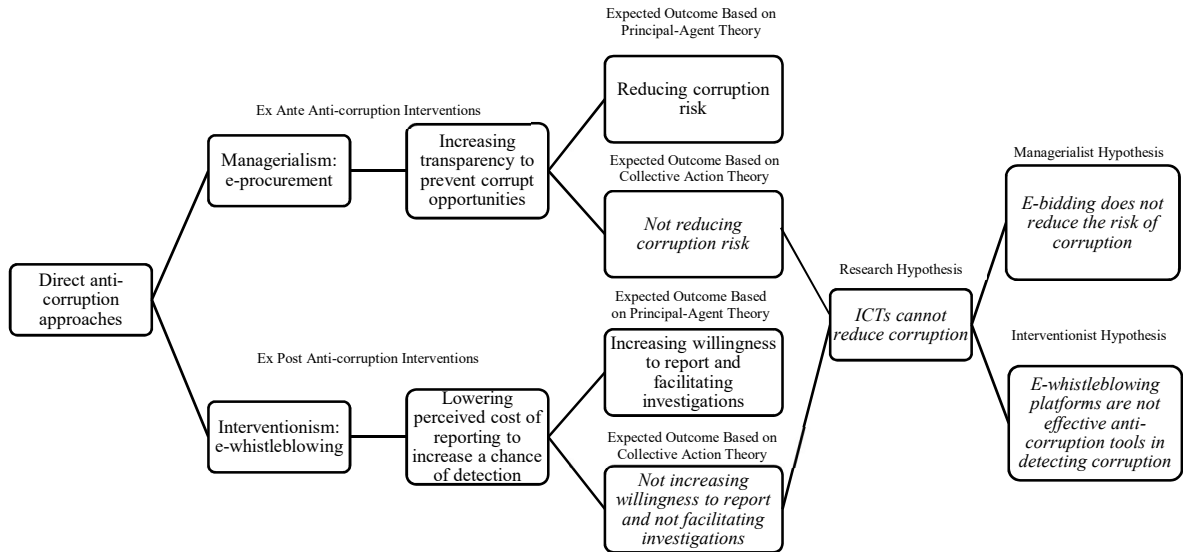 Direct anti-
corruption
approaches
Ex Ante Anti-corruption Interventions
Managerialism:
e-procurement
Increasing
transparency to
prevent corrupt
opportunities
Expected Outcome Based on
Principal-Agent Theory
Reducing corruption
risk
Expected Outcome Based on
Collective Action Theory
Not reducing
corruption risk
Ex Post Anti-corruption Interventions
Interventionism:
e-whistleblowing
Lowering
perceived cost of
reporting to
increase a chance
of detection
Expected Outcome Based
on Principal-Agent Theory
Increasing willingness
to report and
facilitating
investigations
Expected Outcome Based on
Collective Action Theory
Not increasing
willingness to report
and not facilitating
investigations
Research Hypothesis
ICTs cannot
reduce corruption
Managerialist Hypothesis
E-bidding does not
reduce the risk of
corruption
Interventionist Hypothesis
E-whistleblowing
platforms are not
effective anti-
corruption tools in
detecting corruption